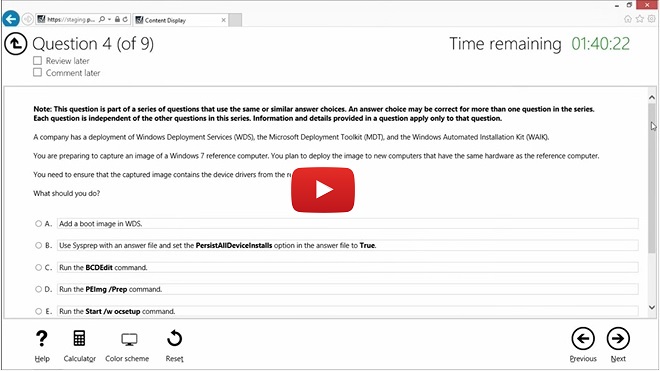 https://staging.p...
Content Display
Question 4 (of 9)
Time remaining 01:40:22
Review later
Comment later
Note: This question is part of a series of questions that use the same or similar answer choices. An answer choice may be correct for more than one question in the series.
Each question is independent of the other questions in this series. Information and details provided in a question apply only to that question.
A company has a deployment of Windows Deployment Services (WDS), the Microsoft Deployment Toolkit (MDT), and the Windows Automated Installation Kit (WAIK).
You are preparing to capture an image of a Windows 7 reference computer. You plan to deploy the image to new computers that have the same hardware as the reference computer.
You need to ensure that the captured image contains the device drivers from the
What should you do?
A. Add a boot image in WDS.
B. Use Sysprep with an answer file and set the PersistAllDeviceInstalls option in the answer file to True.
C. Run the BCDEdit command.
D. Run the PEImg /Prep command.
E. Run the Start /w ocsetup command.
Help
Calculator
Color scheme
Reset
Previous
Next